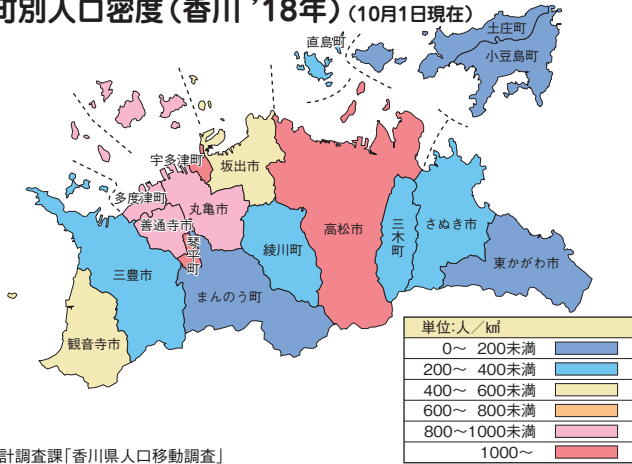 町別人口密度(香川 ’18年)(10月1日現在)
直島町
土庄町
小豆島町
宇多津町
坂出市
多度津町
丸亀市
善通寺市
琴平町
綾川町
高松市
三木町
さぬき市
東かがわ市
三豊市
まんのう町
観音寺市
単位:人/㎢
0~ 200未満
200~ 400未満
400~ 600未満
600~ 800未満
800~1000未満
1000~
計調査課「香川県人口移動調査」